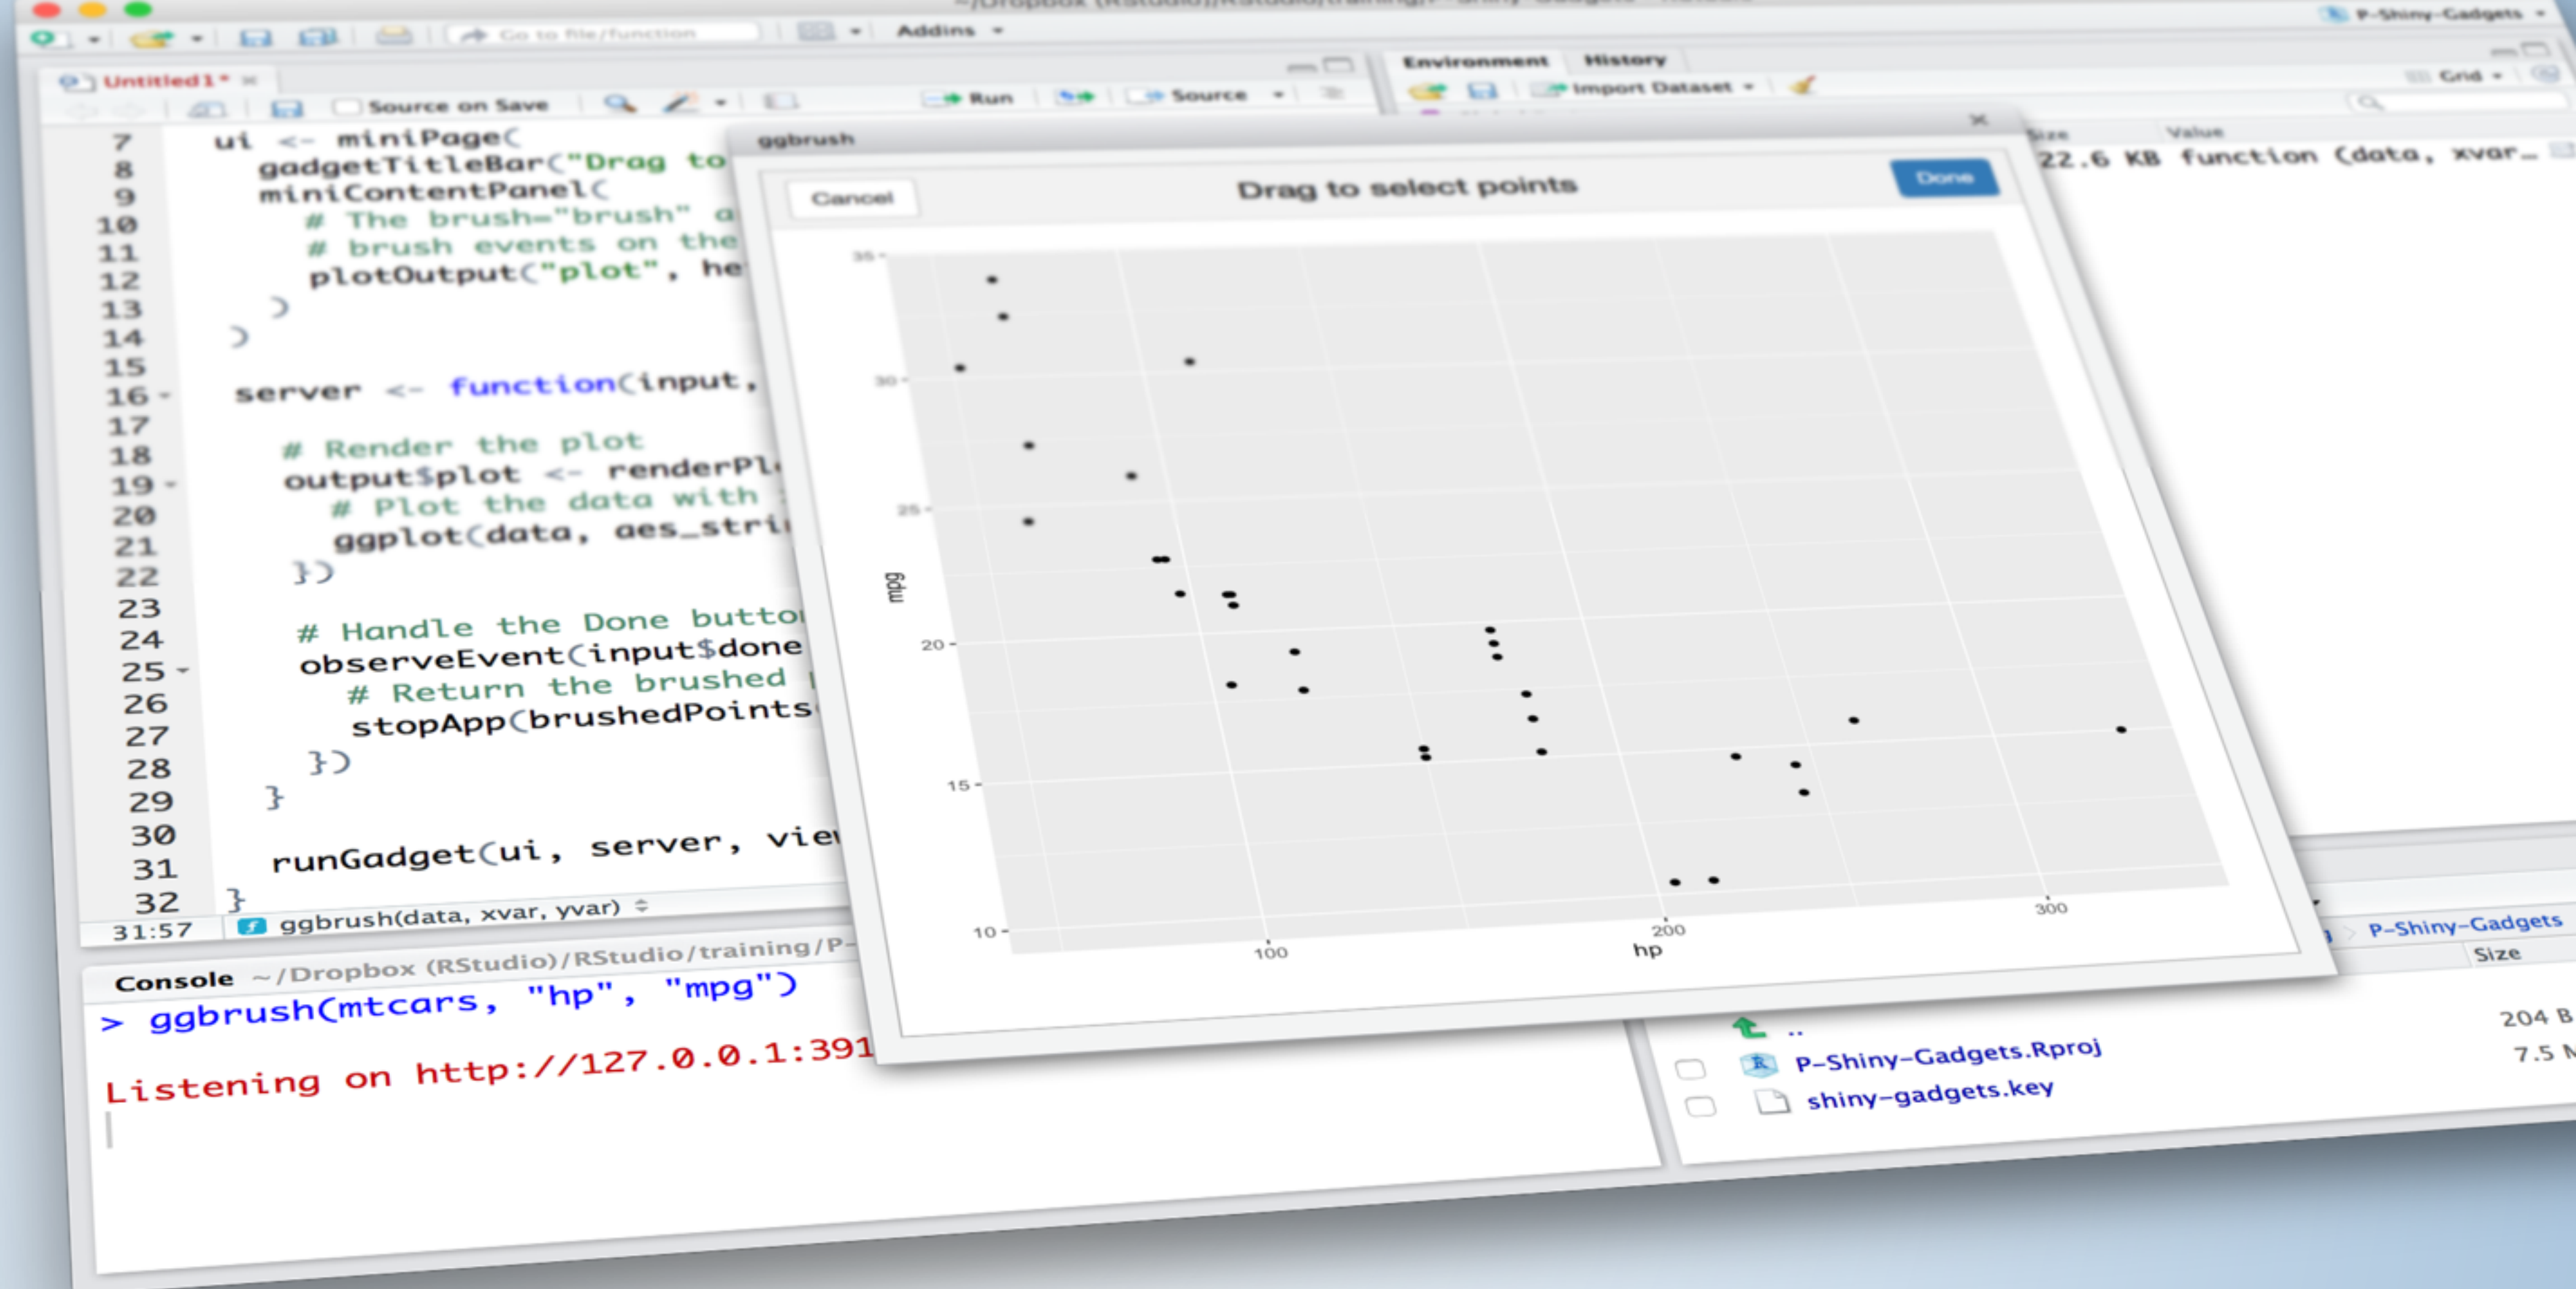 P-Shiny-Gadgets
Go to file/function
Addins
Untitled1*
Source on Save
Run
Source
Environment
History
Import Dataset
Grid
Size
Value
22.6 KB function (data, xvar…
7 ui <- miniPage(
8 gadgetTitleBar("Drag to
9 miniContentPanel(
10 # The brush="brush" a
11 # brush events on the
12 plotOutput("plot", he
13 )
14 )
15
16 server <- function(input,
17
18 # Render the plot
19 output$plot <- renderPl
20 # Plot the data with
21 ggplot(data, aes_stri
22 })
23
24 # Handle the Done butto
25 observeEvent(input$done
26 # Return the brushed
27 stopApp(brushedPoints
28 })
29 }
30
31 runGadget(ui, server, vie
32 }
31:57 ggbrush(data, xvar, yvar)
Console ~/Dropbox (RStudio)/RStudio/training/P-
> ggbrush(mtcars, "hp", "mpg")
Listening on http://127.0.0.1:391
ggbrush
Cancel
Drag to select points
Done
35
30
25
20
15
10
mpg
100
200
300
hp
P-Shiny-Gadgets
Size
..
P-Shiny-Gadgets.Rproj
204 B
shiny-gadgets.key
7.5